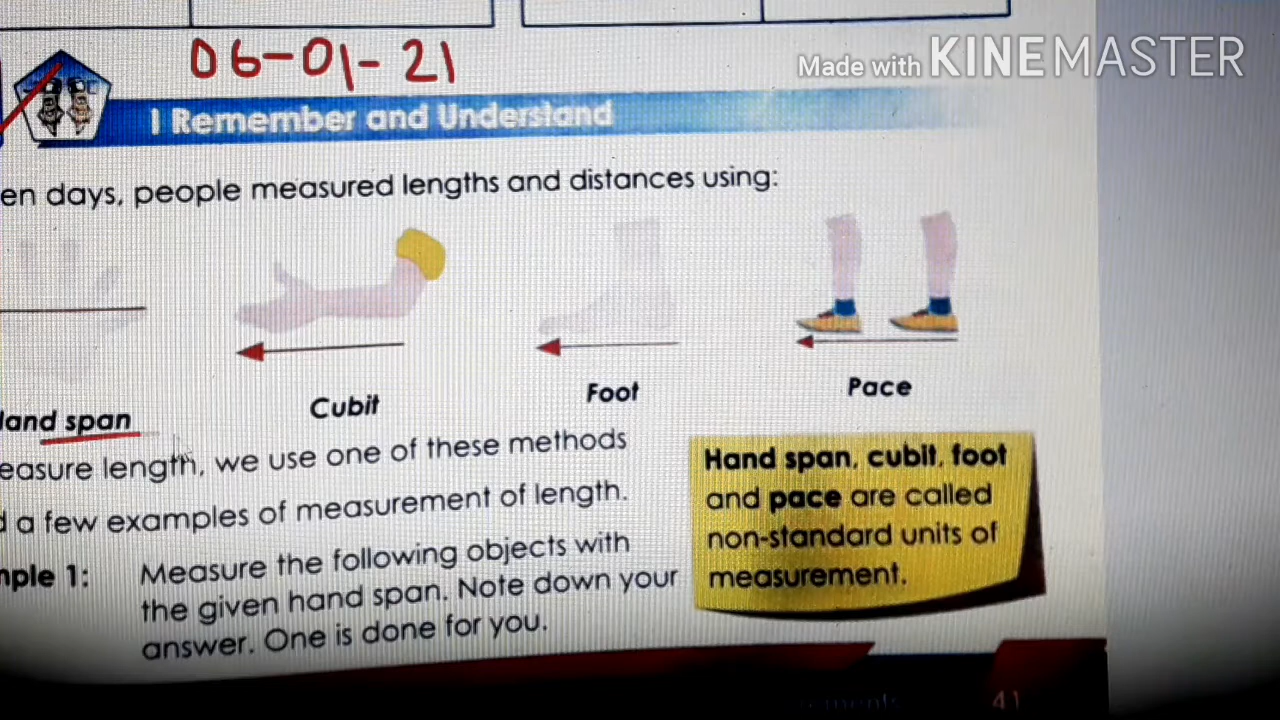 06-01-21
Made with KINEMASTER
I Remember and Understand
en days, people measured lengths and distances using:
Hand span
Cubit
Foot
Pace
easure length, we use one of these methods
d a few examples of measurement of length.
mple 1: Measure the following objects with
the given hand span. Note down your
answer. One is done for you.
Hand span, cubit, foot
and pace are called
non-standard units of
measurement.
41